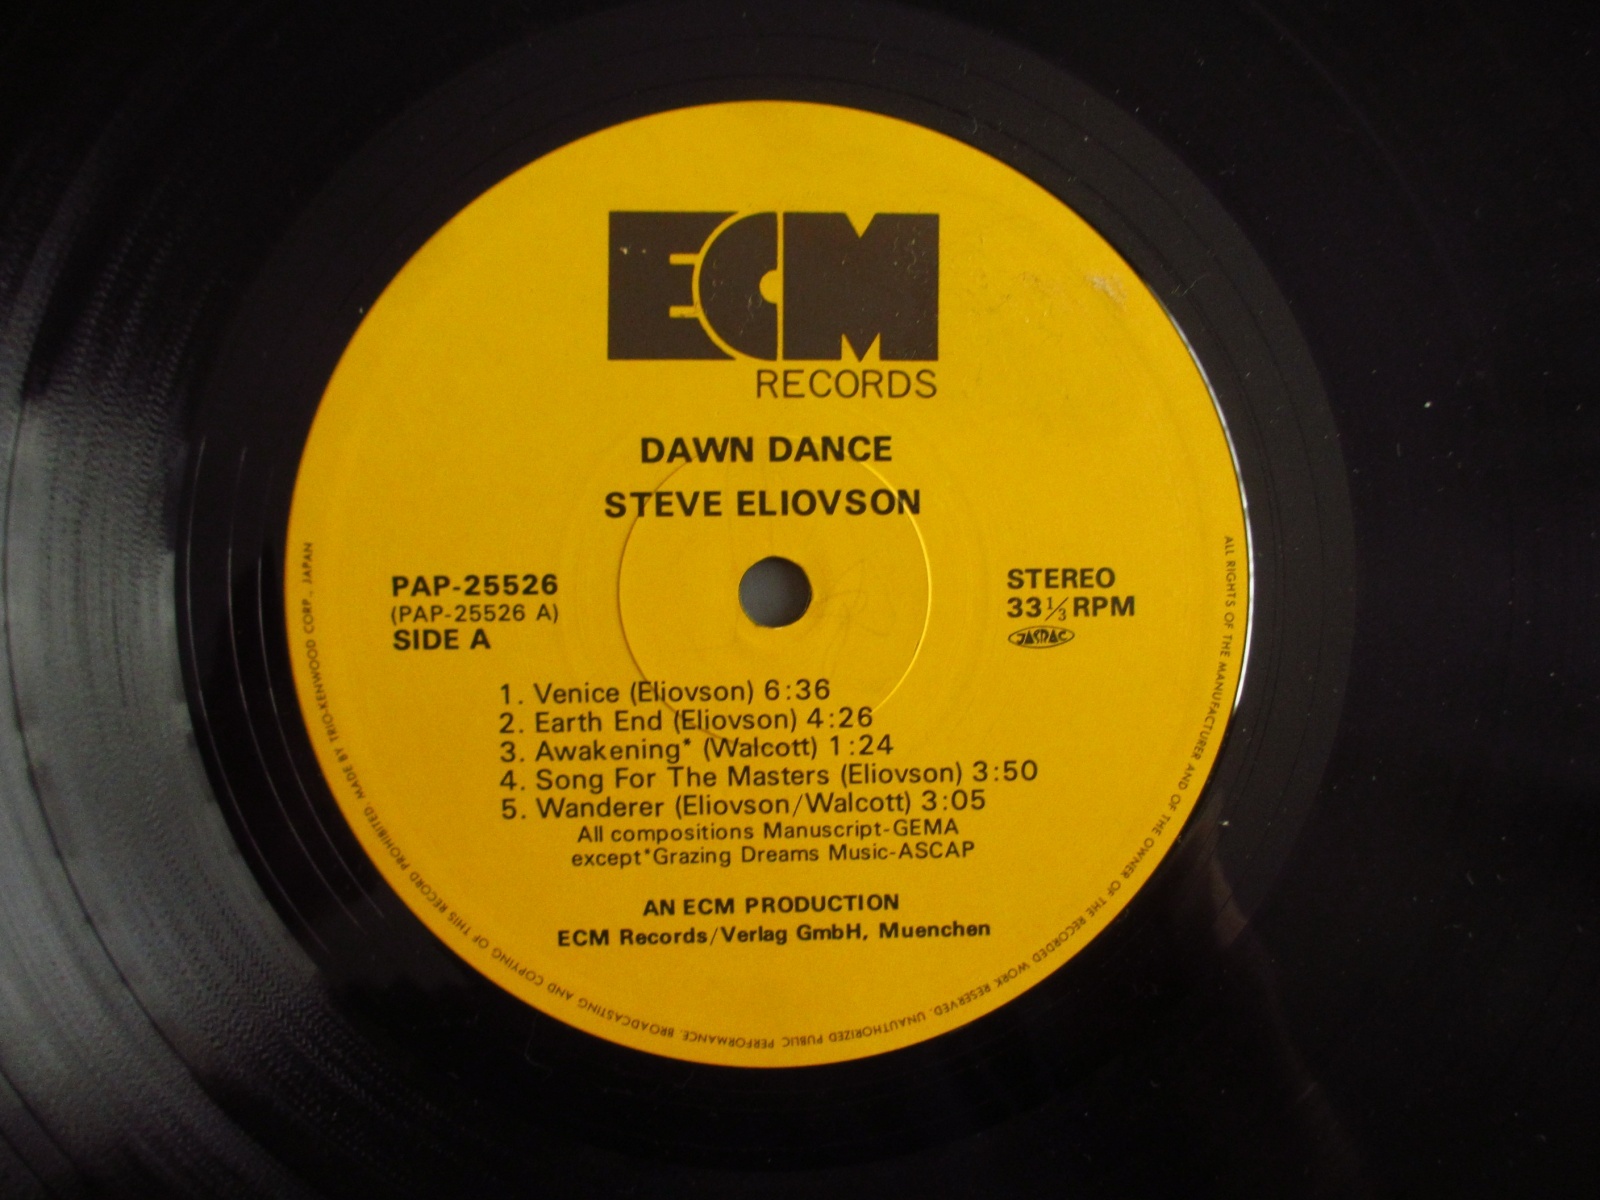 ECM
RECORDS
DAWN DANCE
STEVE ELIOVSON
PAP-25526
(PAP-25526 A)
SIDE A
STEREO
33 1/3 RPM
JASRAC
1. Venice (Eliovson) 6:36
2. Earth End (Eliovson) 4:26
3. Awakening* (Walcott) 1:24
4. Song For The Masters (Eliovson) 3:50
5. Wanderer (Eliovson/Walcott) 3:05
All compositions Manuscript-GEMA
except*Grazing Dreams Music-ASCAP
AN ECM PRODUCTION
ECM Records/Verlag GmbH, Muenchen
ALL RIGHTS OF THE MANUFACTURER AND OF THE OWNER OF THE RECORDED WORK RESERVED. UNAUTHORIZED PUBLIC PERFORMANCE. BROADCASTING AND COPYING OF THIS RECORD PROHIBITED. MADE BY TRIO-KENWOOD CORP., JAPAN